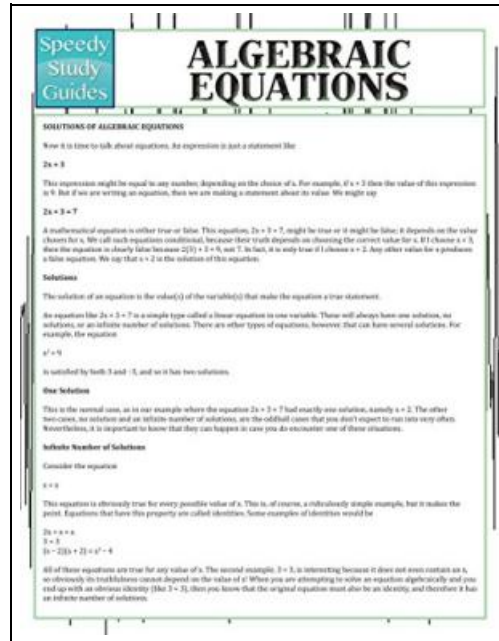 Speedy
Study
Guides
ALGEBRAIC
EQUATIONS
SOLUTIONS OF ALGEBRAIC EQUATIONS
Now it is time to talk about equations. An expression is just a statement like
2x + 3
This expression might be equal to any number, depending on the choice of x. For example, if x = 3 then the value of this expression
is 9. But if we are writing an equation, then we are making a statement about its value. We might say
2x + 3 = 7
A mathematical equation is either true or false. This equation, 2x + 3 = 7, might be true or it might be false; it depends on the value
chosen for x. We call such equations conditional, because their truth depends on choosing the correct value for x. If I choose x = 3,
then the equation is clearly false because 2(3) + 3 = 9, not 7. In fact, it is only true if I choose x = 2. Any other value for x produces
a false equation. We say that x = 2 is the solution of this equation.
Solutions
The solution of an equation is the value(s) of the variable(s) that make the equation a true statement.
An equation like 2x + 3 = 7 is a simple type called a linear equation in one variable. These will always have one solution, no
solutions, or an infinite number of solutions. There are other types of equations, however, that can have several solutions. For
example, the equation
x² = 9
is satisfied by both 3 and -3, and so it has two solutions.
One Solution
This is the normal case, as in our example where the equation 2x + 3 = 7 had exactly one solution, namely x = 2. The other
two cases, no solution and an infinite number of solutions, are the oddball cases that you don't expect to run into very often.
Nevertheless, it is important to know that they can happen in case you do encounter one of these situations.
Infinite Number of Solutions
Consider the equation
x = x
This equation is obviously true for every possible value of x. This is, of course, a ridiculously simple example, but it makes the
point. Equations that have this property are called identities. Some examples of identities would be
2x = x + x
3 = 3
(x – 2)(x + 2) = x² – 4
All of these equations are true for any value of x. The second example, 3 = 3, is interesting because it does not even contain an x,
so obviously its truthfulness cannot depend on the value of x! When you are attempting to solve an equation algebraically and you
end up with an obvious identity (like 3 = 3), then you know that the original equation must also be an identity, and therefore it has
an infinite number of solutions.